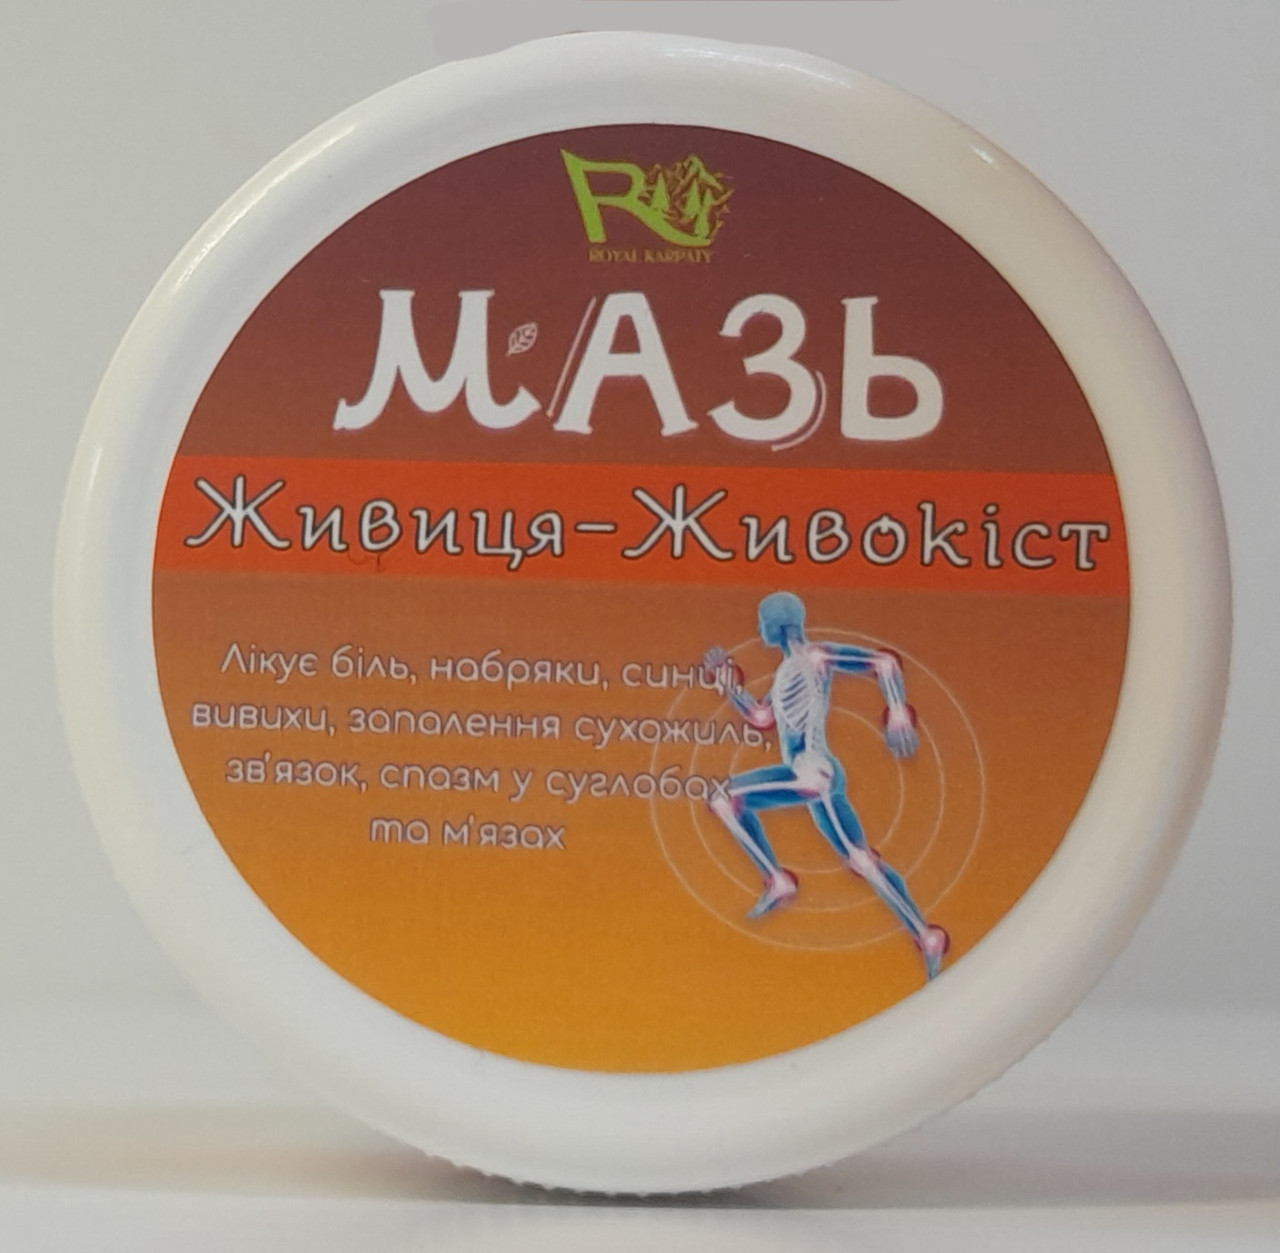 ROYAL KARPATY
МАЗЬ
Живиця-Живокіст
Лікує біль, набряки, синці,
вивихи, запалення сухожиль,
зв'язок, спазм у суглобах
та м'язах